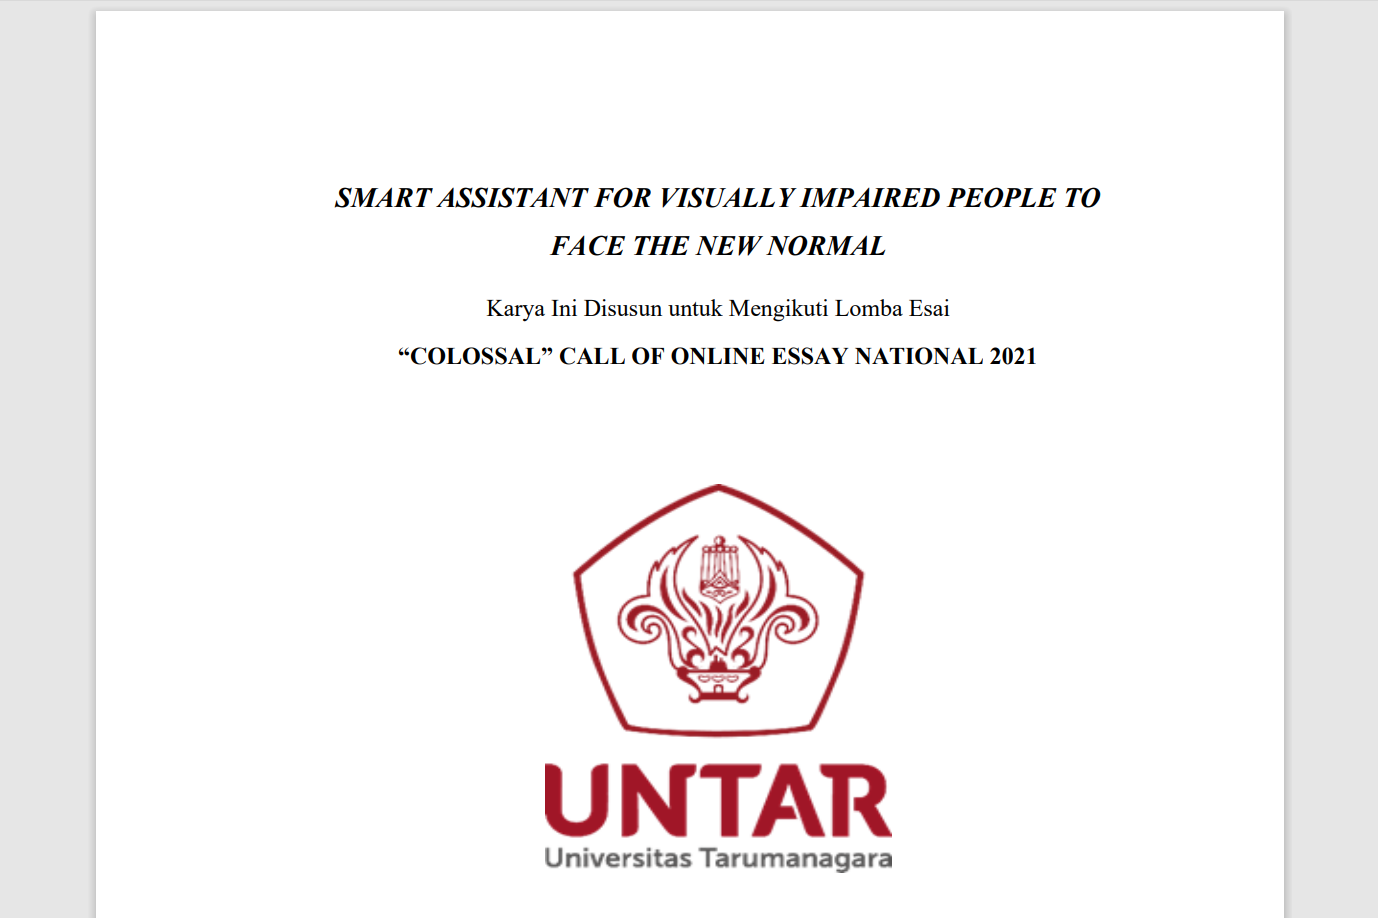 SMART ASSISTANT FOR VISUALLY IMPAIRED PEOPLE TO
FACE THE NEW NORMAL
Karya Ini Disusun untuk Mengikuti Lomba Esai
“COLOSSAL” CALL OF ONLINE ESSAY NATIONAL 2021
UNTAR
Universitas Tarumanagara